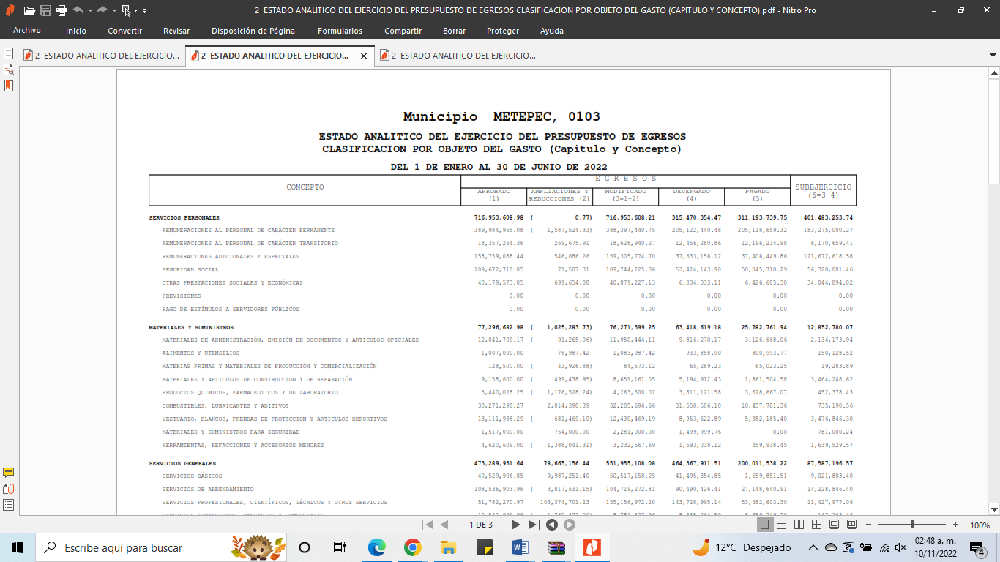 2  ESTADO ANALITICO DEL EJERCICIO DEL PRESUPUESTO DE EGRESOS CLASIFICACION POR OBJETO DEL GASTO (CAPITULO Y CONCEPTO).pdf - Nitro Pro
Archivo Inicio Convertir Revisar Disposición de Página Formularios Compartir Borrar Proteger Ayuda
2  ESTADO ANALITICO DEL EJERCICIO... 2  ESTADO ANALITICO DEL EJERCICIO... 2  ESTADO ANALITICO DEL EJERCICIO...
Municipio  METEPEC, 0103
ESTADO ANALITICO DEL EJERCICIO DEL PRESUPUESTO DE EGRESOS
CLASIFICACION POR OBJETO DEL GASTO (Capitulo y Concepto)
DEL 1 DE ENERO AL 30 DE JUNIO DE 2022
E G R E S O S
CONCEPTO SUBEJERCICIO
APROBADO AMPLIACIONES Y MODIFICADO DEVENGADO PAGADO
(1) REDUCCIONES (2) (3=1+2) (4) (5) (6=3-4)
SERVICIOS PERSONALES 716,953,608.98 ( 0.77) 716,953,608.21 315,470,354.47 311,193,739.75 401,483,253.74
REMUNERACIONES AL PERSONAL DE CARÁCTER PERMANENTE 389,984,965.08 ( 1,587,524.33) 388,397,440.75 205,122,440.48 205,118,659.32 183,275,000.27
REMUNERACIONES AL PERSONAL DE CARÁCTER TRANSITORIO 18,357,264.36 269,675.91 18,626,940.27 12,456,280.86 12,196,234.98 6,170,659.41
REMUNERACIONES ADICIONALES Y ESPECIALES 158,759,088.44 546,686.26 159,305,774.70 37,633,156.12 37,406,449.86 121,672,618.58
SEGURIDAD SOCIAL 109,672,718.05 71,507.31 109,744,225.36 53,424,143.90 50,045,710.29 56,320,081.46
OTRAS PRESTACIONES SOCIALES Y ECONÓMICAS 40,179,573.05 699,654.08 40,879,227.13 6,834,333.11 6,426,685.30 34,044,894.02
PREVISIONES 0.00 0.00 0.00 0.00 0.00 0.00
PAGO DE ESTÍMULOS A SERVIDORES PÚBLICOS 0.00 0.00 0.00 0.00 0.00 0.00
MATERIALES Y SUMINISTROS 77,296,682.98 ( 1,025,283.73) 76,271,399.25 63,418,619.18 25,782,761.94 12,852,780.07
MATERIALES DE ADMINISTRACIÓN, EMISIÓN DE DOCUMENTOS Y ARTICULOS OFICIALES 12,041,709.17 ( 91,265.06) 11,950,444.11 9,816,270.17 3,126,668.06 2,134,173.94
ALIMENTOS Y UTENSILIOS 1,007,000.00 76,987.42 1,083,987.42 933,858.90 800,993.77 150,128.52
MATERIAS PRIMAS Y MATERIALES DE PRODUCCIÓN Y COMERCIALIZACIÓN 128,500.00 ( 43,926.88) 84,573.12 65,289.23 65,023.25 19,283.89
MATERIALES Y ARTICULOS DE CONSTRUCCION Y DE REPARACIÓN 9,158,600.00 ( 499,438.95) 8,659,161.05 5,194,912.43 1,861,504.58 3,464,248.62
PRODUCTOS QUIMICOS, FARMACEUTICOS Y DE LABORATORIO 5,440,028.25 ( 1,176,528.24) 4,263,500.01 3,811,121.58 3,628,667.07 452,378.43
COMBUSTIBLES, LUBRICANTES Y ADITIVOS 30,271,298.27 2,014,398.39 32,285,696.66 31,550,506.10 10,457,781.36 735,190.56
VESTUARIO, BLANCOS, PRENDAS DE PROTECCION Y ARTICULOS DEPORTIVOS 13,111,938.29 ( 681,469.10) 12,430,469.19 8,953,622.89 5,382,185.40 3,476,846.30
MATERIALES Y SUMINISTROS PARA SEGURIDAD 1,517,000.00 764,000.00 2,281,000.00 1,499,999.76 0.00 781,000.24
HERRAMIENTAS, REFACCIONES Y ACCESORIOS MENORES 4,620,609.00 ( 1,388,041.31) 3,232,567.69 1,593,038.12 459,938.45 1,639,529.57
SERVICIOS GENERALES 473,289,951.64 78,665,156.44 551,955,108.08 464,367,911.51 200,011,538.22 87,587,196.57
SERVICIOS BÁSICOS 40,529,906.85 9,987,251.40 50,517,158.25 41,495,354.85 1,559,851.51 9,021,803.40
SERVICIOS DE ARRENDAMIENTO 108,536,903.96 ( 3,817,631.15) 104,719,272.81 90,490,426.41 27,148,640.91 14,228,846.40
SERVICIOS PROFESIONALES, CIENTÍFICOS, TÉCNICOS Y OTROS SERVICIOS 51,782,270.97 103,374,701.23 155,156,972.20 143,728,995.14 53,482,603.30 11,427,977.06
1 DE 3 100%
Escribe aquí para buscar 12°C Despejado 02:48 a. m.
10/11/2022 4